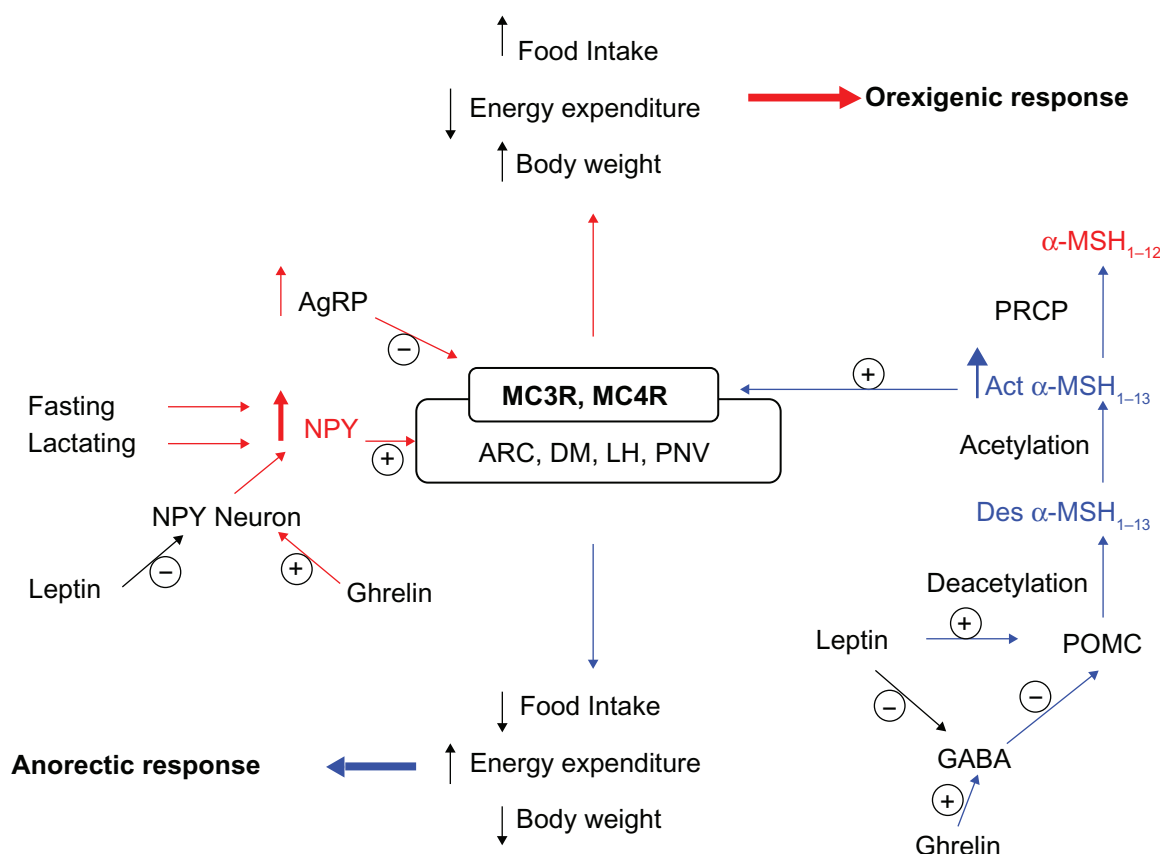 Food Intake
Energy expenditure
Orexigenic response
Body weight
α-MSH1–12
AgRP
PRCP
−
+
MC3R, MC4R
Act α-MSH1–13
Fasting
NPY
Lactating
+
ARC, DM, LH, PNV
Acetylation
NPY Neuron
Des α-MSH1–13
−
+
Leptin
Ghrelin
Deacetylation
+
Leptin
POMC
−
−
Food Intake
Anorectic response
Energy expenditure
GABA
+
Body weight
Ghrelin